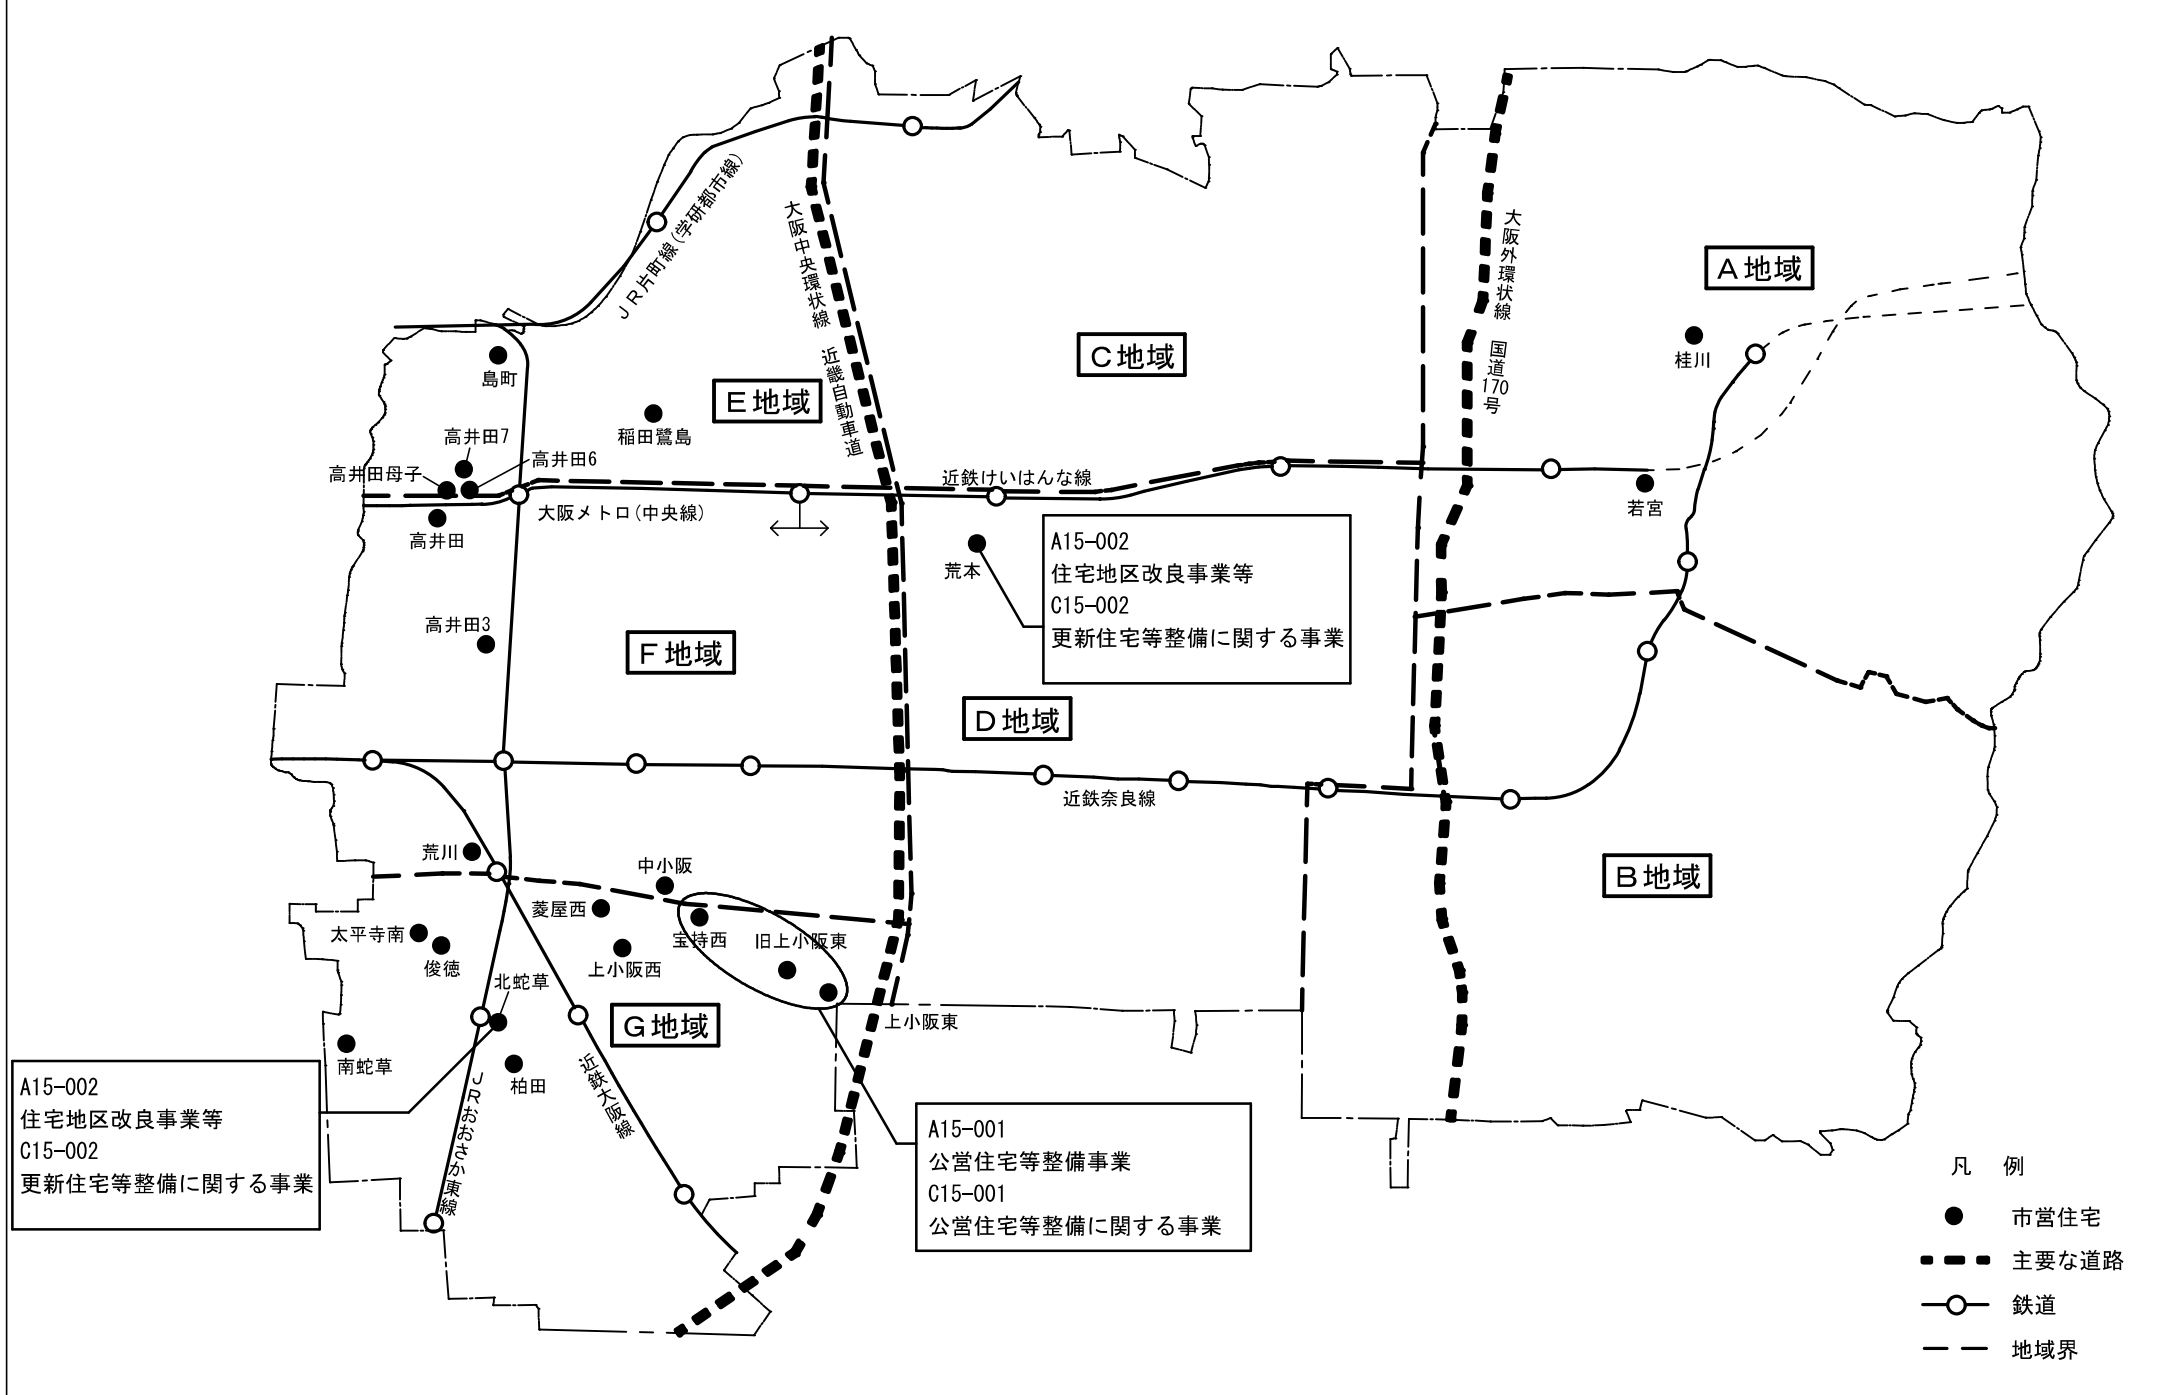 JR片町線(学研都市線)
大阪中央環状線
近畿自動車道
大阪外環状線
国道170号
A地域
桂川
C地域
島町
E地域
稲田鷺島
高井田7
高井田6
高井田母子
近鉄けいはんな線
若宮
大阪メトロ(中央線)
高井田
荒本
A15-002
住宅地区改良事業等
C15-002
更新住宅等整備に関する事業
高井田3
F地域
D地域
近鉄奈良線
荒川
中小阪
B地域
菱屋西
太平寺南
宝持西
旧上小阪東
俊徳
上小阪西
北蛇草
G地域
上小阪東
南蛇草
柏田
近鉄大阪線
JRおおさか東線
A15-002
住宅地区改良事業等
C15-002
更新住宅等整備に関する事業
A15-001
公営住宅等整備事業
C15-001
公営住宅等整備に関する事業
凡 例
市営住宅
主要な道路
鉄道
地域界